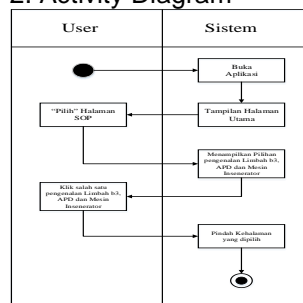 2. Activity Diagram
User
Sistem
Buka
Aplikasi
"Pilih" Halaman
SOP
Tampilan Halaman
Utama
Menampilkan Pilihan
pengenalan Limbah b3,
APD dan Mesin
Insenerator
Klik salah satu
pengenalan Limbah b3,
APD dan Mesin
Insenerator
Pindah Kehalaman
yang dipilih